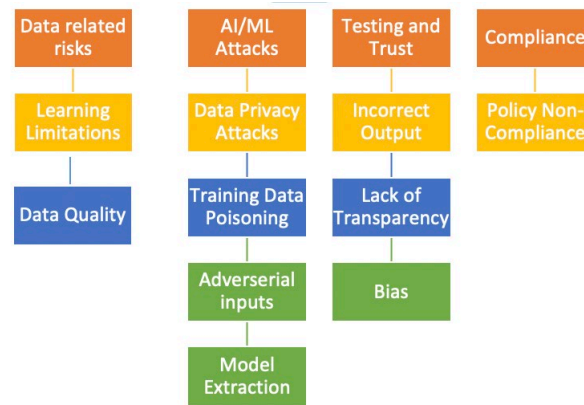 Data related
risks
Learning
Limitations
Data Quality
AI/ML
Attacks
Data Privacy
Attacks
Training Data
Poisoning
Adverserial
inputs
Model
Extraction
Testing and
Trust
Incorrect
Output
Lack of
Transparency
Bias
Compliance
Policy Non-
Compliance